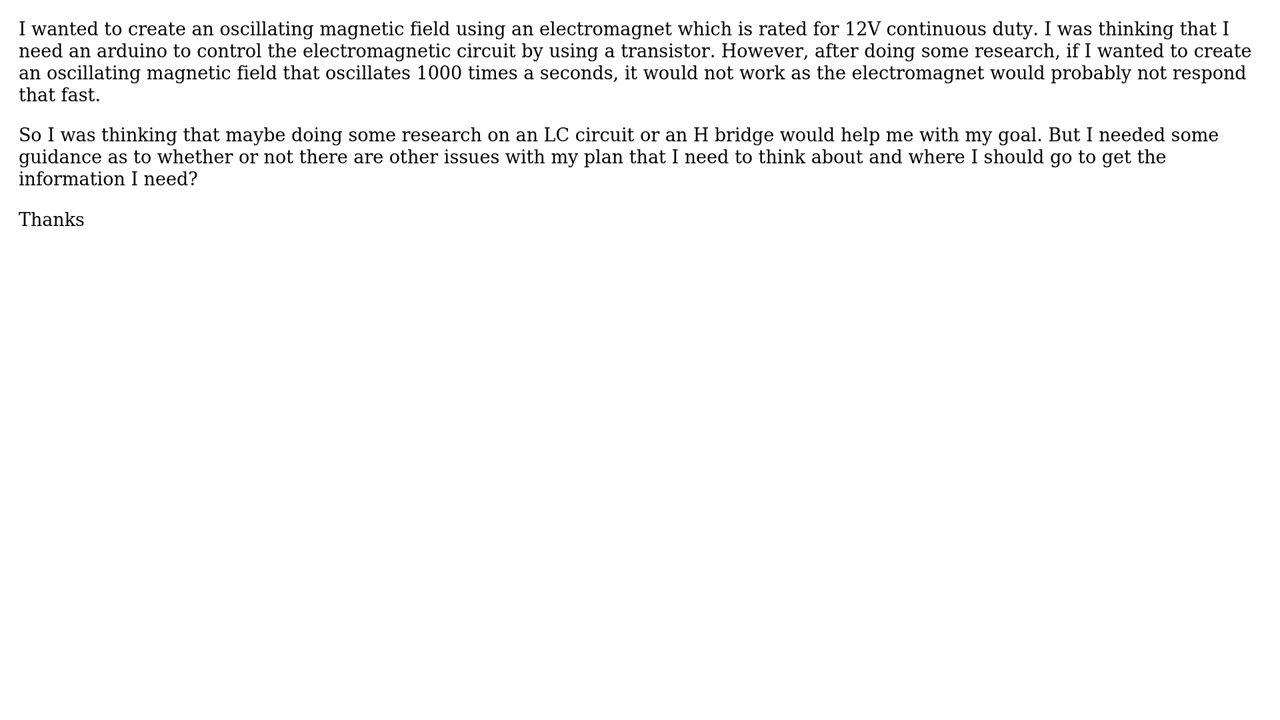 I wanted to create an oscillating magnetic field using an electromagnet which is rated for 12V continuous duty. I was thinking that I
need an arduino to control the electromagnetic circuit by using a transistor. However, after doing some research, if I wanted to create
an oscillating magnetic field that oscillates 1000 times a seconds, it would not work as the electromagnet would probably not respond
that fast.
So I was thinking that maybe doing some research on an LC circuit or an H bridge would help me with my goal. But I needed some
guidance as to whether or not there are other issues with my plan that I need to think about and where I should go to get the
information I need?
Thanks